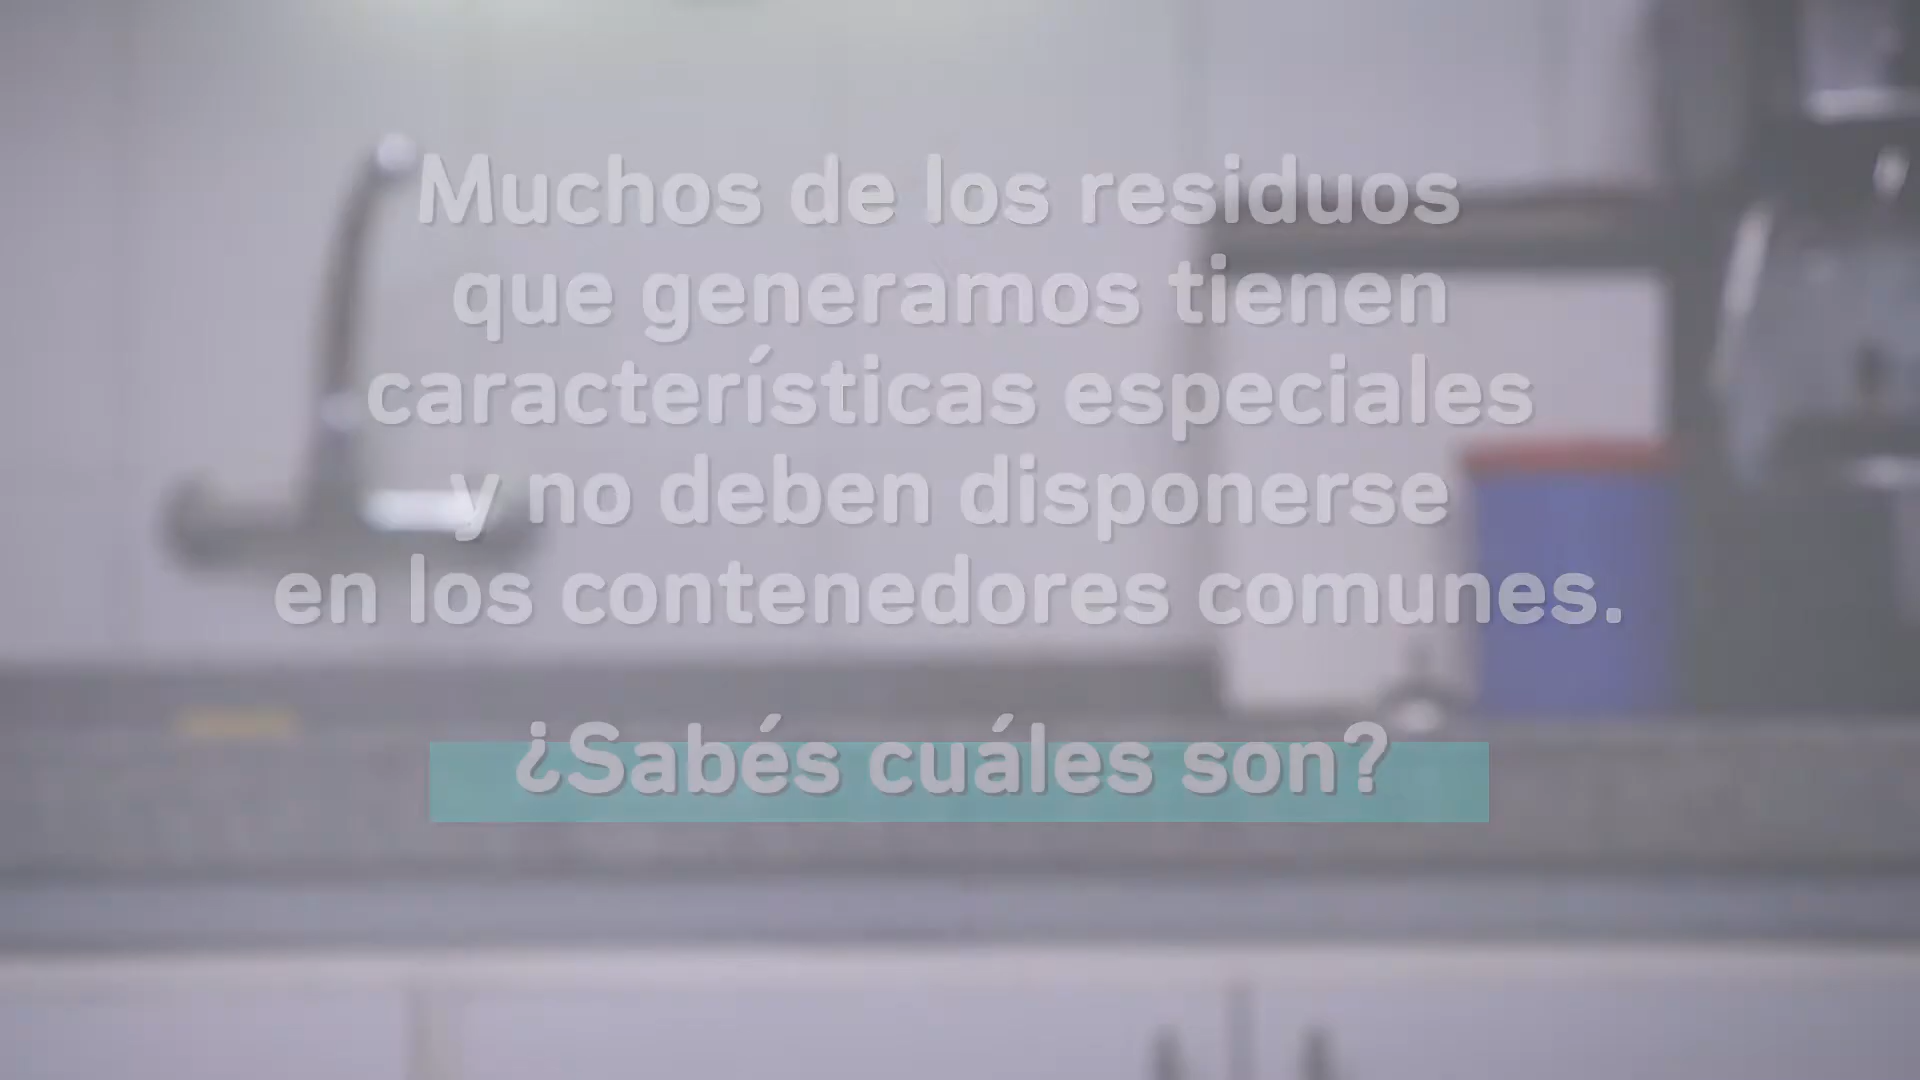 Muchos de los residuos
que generamos tienen
características especiales
y no deben disponerse
en los contenedores comunes.
¿Sabés cuáles son?